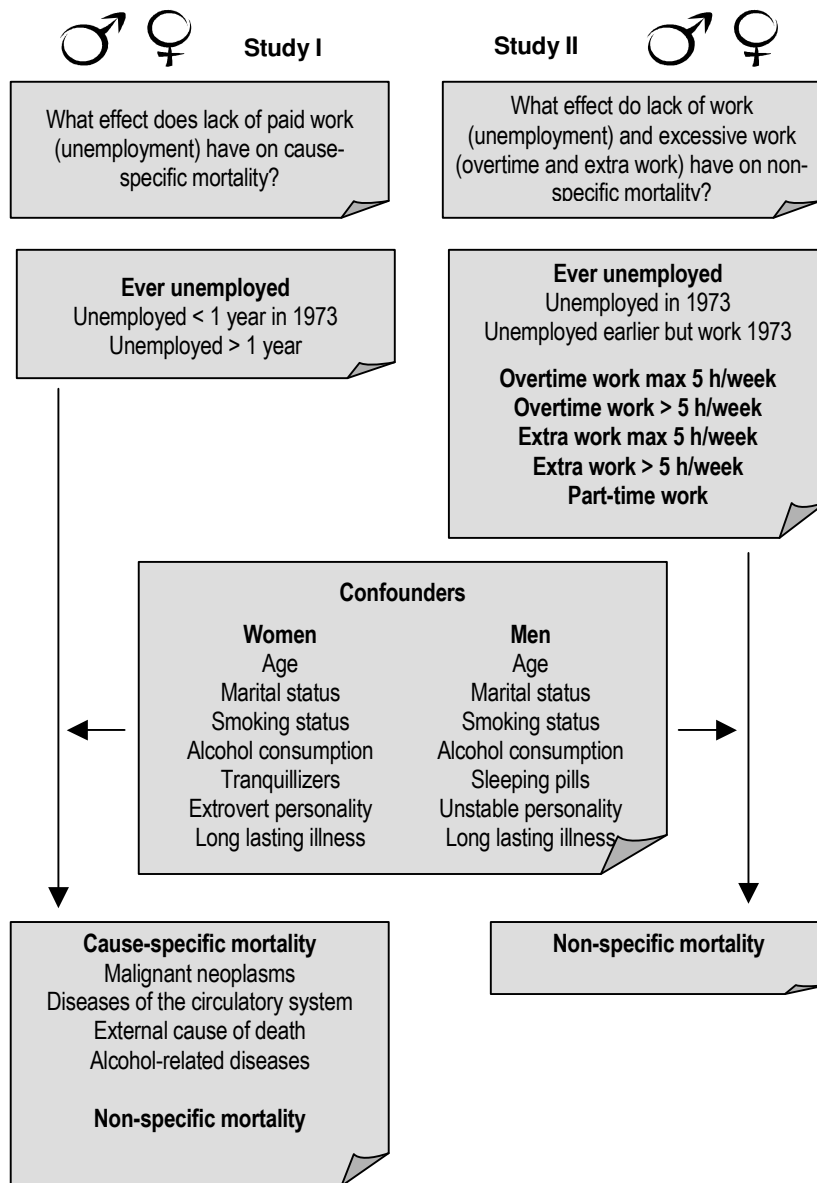 Study I
What effect does lack of paid work
(unemployment) have on cause-
specific mortality?
Ever unemployed
Unemployed < 1 year in 1973
Unemployed > 1 year
Study II
What effect do lack of work
(unemployment) and excessive work
(overtime and extra work) have on non-
specific mortality?
Ever unemployed
Unemployed in 1973
Unemployed earlier but work 1973
Overtime work max 5 h/week
Overtime work > 5 h/week
Extra work max 5 h/week
Extra work > 5 h/week
Part-time work
Confounders
Women
Age
Marital status
Smoking status
Alcohol consumption
Tranquillizers
Extrovert personality
Long lasting illness
Men
Age
Marital status
Smoking status
Alcohol consumption
Sleeping pills
Unstable personality
Long lasting illness
Cause-specific mortality
Malignant neoplasms
Diseases of the circulatory system
External cause of death
Alcohol-related diseases
Non-specific mortality
Non-specific mortality